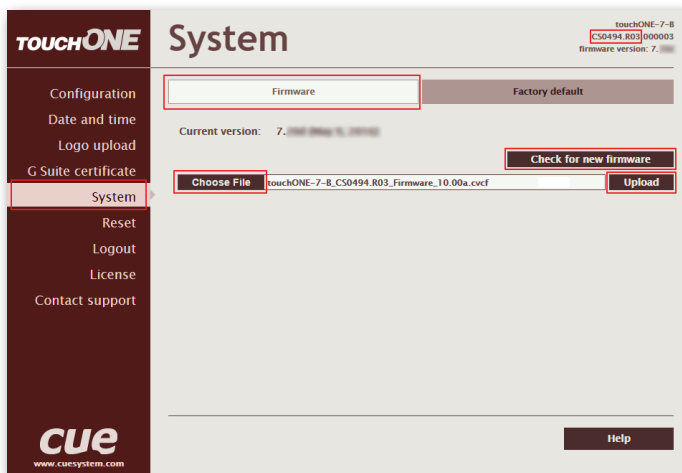 TOUCHONE
System
touchONE-7-B
CS0494.R03.000003
firmware version: 7.
Configuration
Date and time
Logo upload
G Suite certificate
System
Reset
Logout
License
Contact support
Firmware
Factory default
Current version: 7.
Check for new firmware
Choose File touchONE-7-B_CS0494.R03_Firmware_10.00a.cvcf Upload
cue
www.cuesystem.com
Help